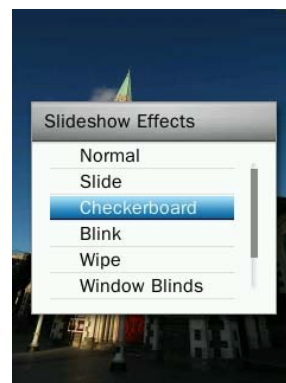 Slideshow Effects
Normal
Slide
Checkerboard
Blink
Wipe
Window Blinds